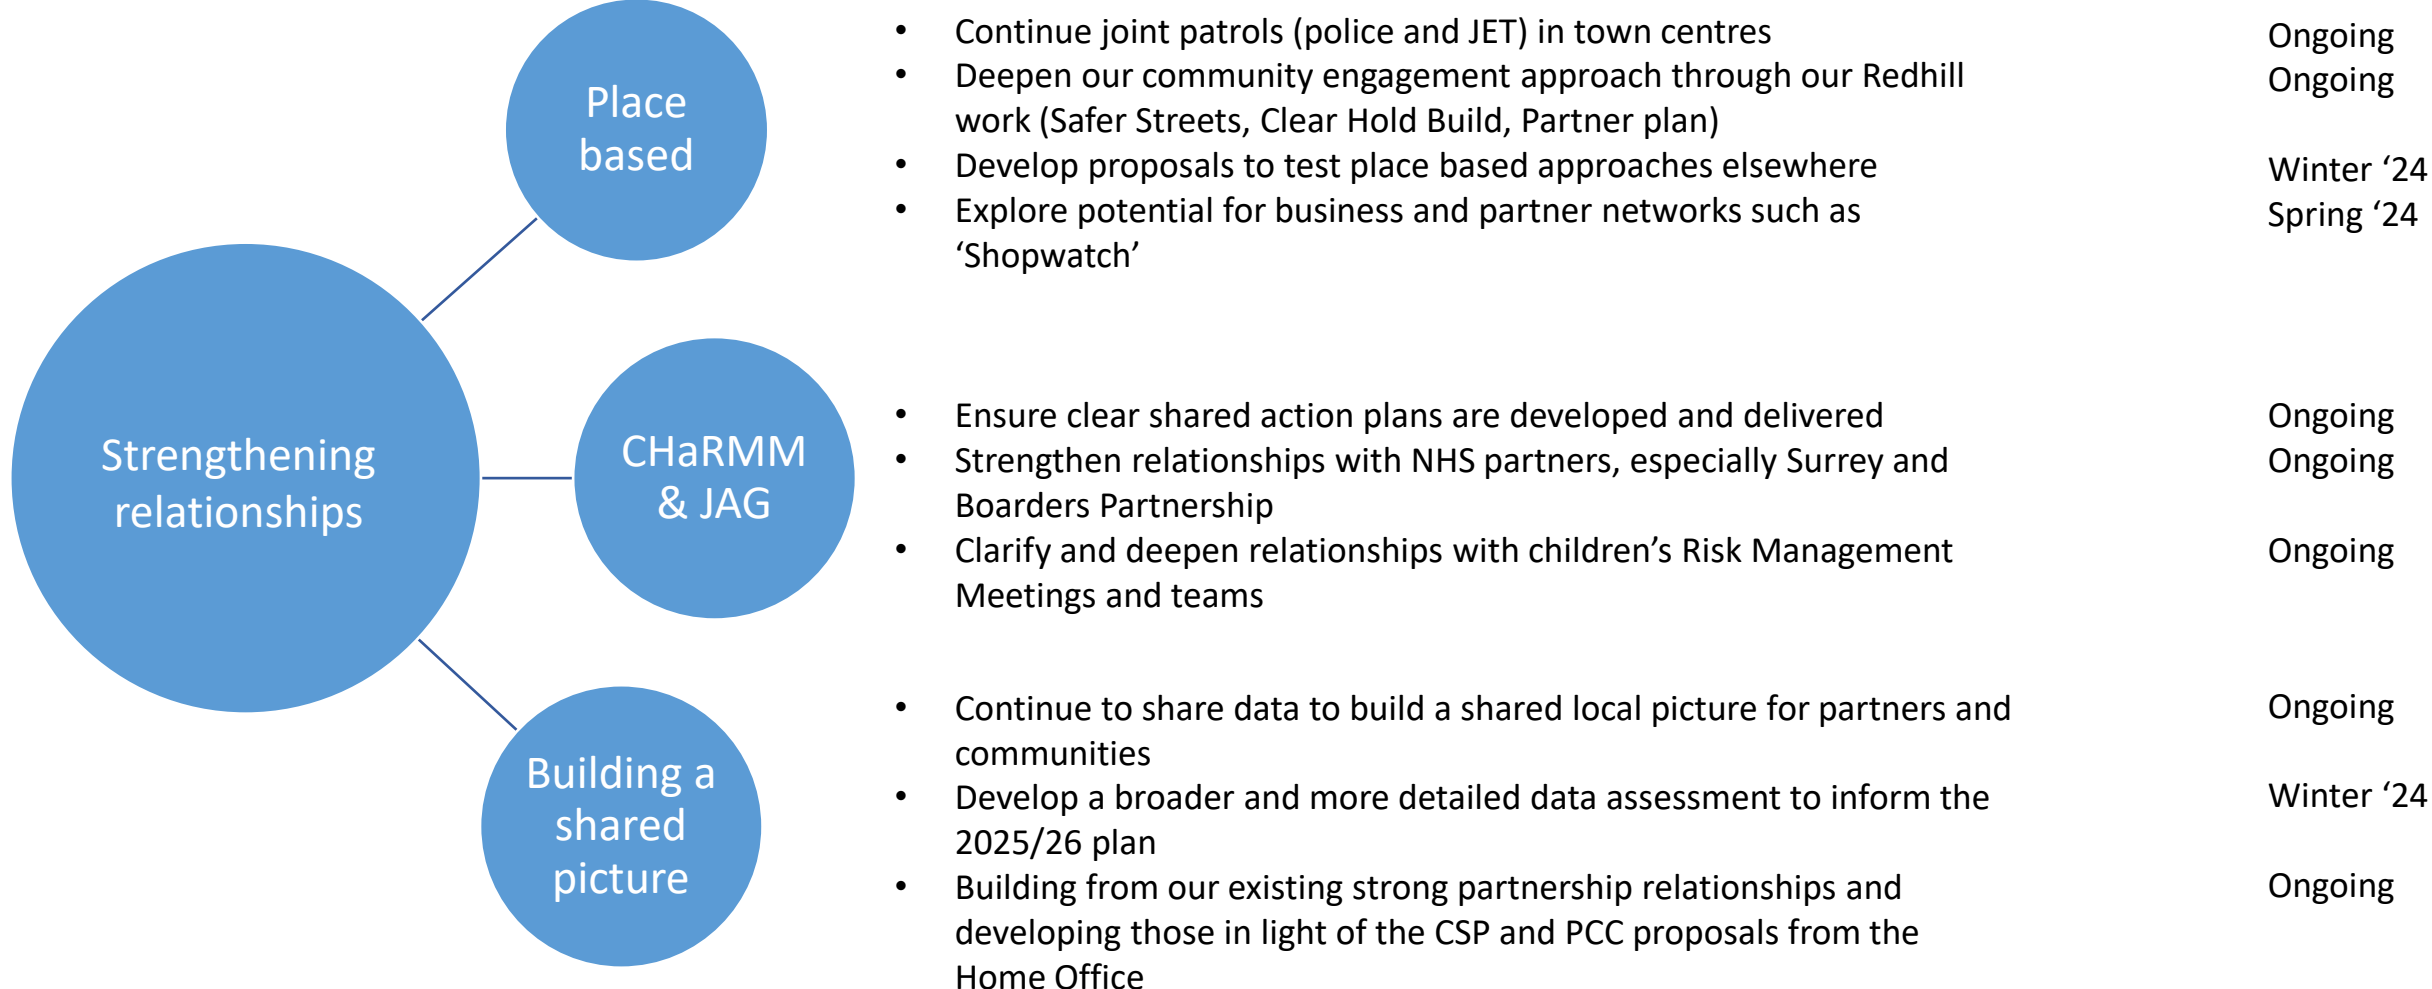 Strengthening
relationships
Place
based
• Continue joint patrols (police and JET) in town centres
Ongoing
• Deepen our community engagement approach through our Redhill
Ongoing
work (Safer Streets, Clear Hold Build, Partner plan)
• Develop proposals to test place based approaches elsewhere
Winter ‘24
• Explore potential for business and partner networks such as
Spring ‘24
‘Shopwatch’
CHaRMM
& JAG
• Ensure clear shared action plans are developed and delivered
Ongoing
• Strengthen relationships with NHS partners, especially Surrey and
Ongoing
Boarders Partnership
• Clarify and deepen relationships with children’s Risk Management
Ongoing
Meetings and teams
Building a
shared
picture
• Continue to share data to build a shared local picture for partners and
Ongoing
communities
• Develop a broader and more detailed data assessment to inform the
Winter ‘24
2025/26 plan
• Building from our existing strong partnership relationships and
Ongoing
developing those in light of the CSP and PCC proposals from the
Home Office